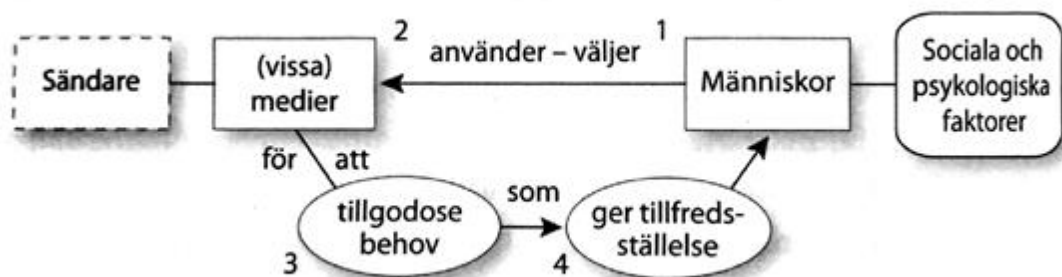 2
1
använder – väljer
Sändare
(vissa)
medier
Människor
Sociala och
psykologiska
faktorer
för att
som
tillgodose
behov
ger tillfreds-
ställelse
3
4